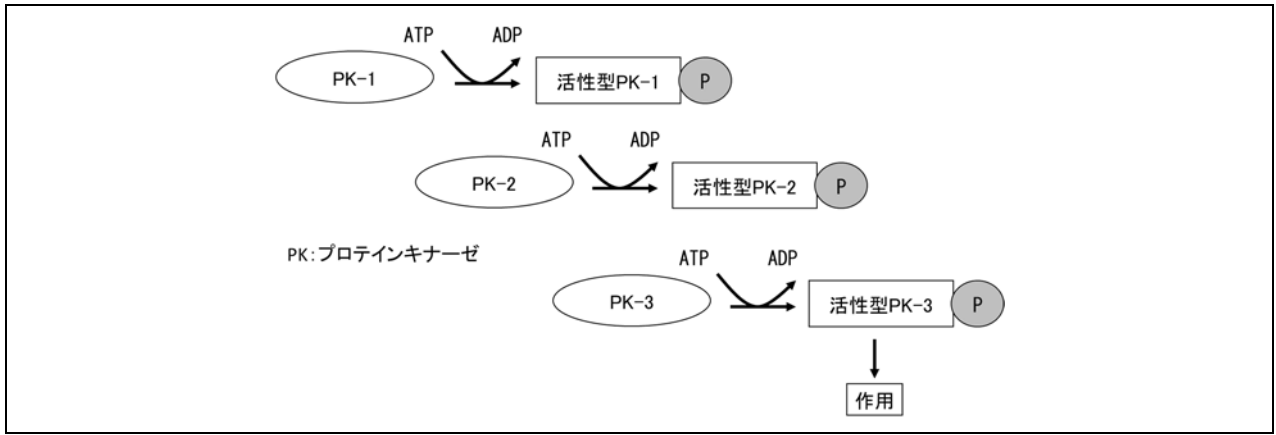 ATP ADP
PK-1 活性型PK-1 P
ATP ADP
PK-2 活性型PK-2 P
PK:プロテインキナーゼ
ATP ADP
PK-3 活性型PK-3 P
作用